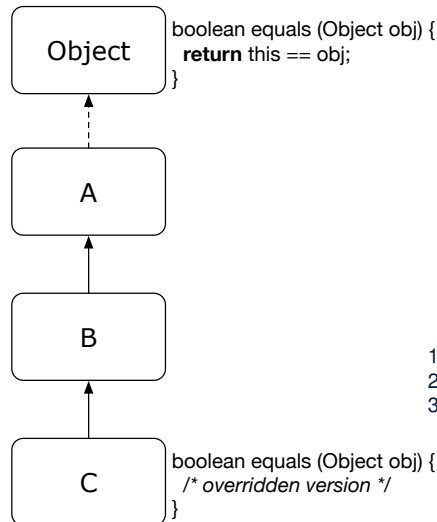 Object
boolean equals (Object obj) {
return this == obj;
}
A
B
1
2
3
C
boolean equals (Object obj) {
/* overridden version */
}